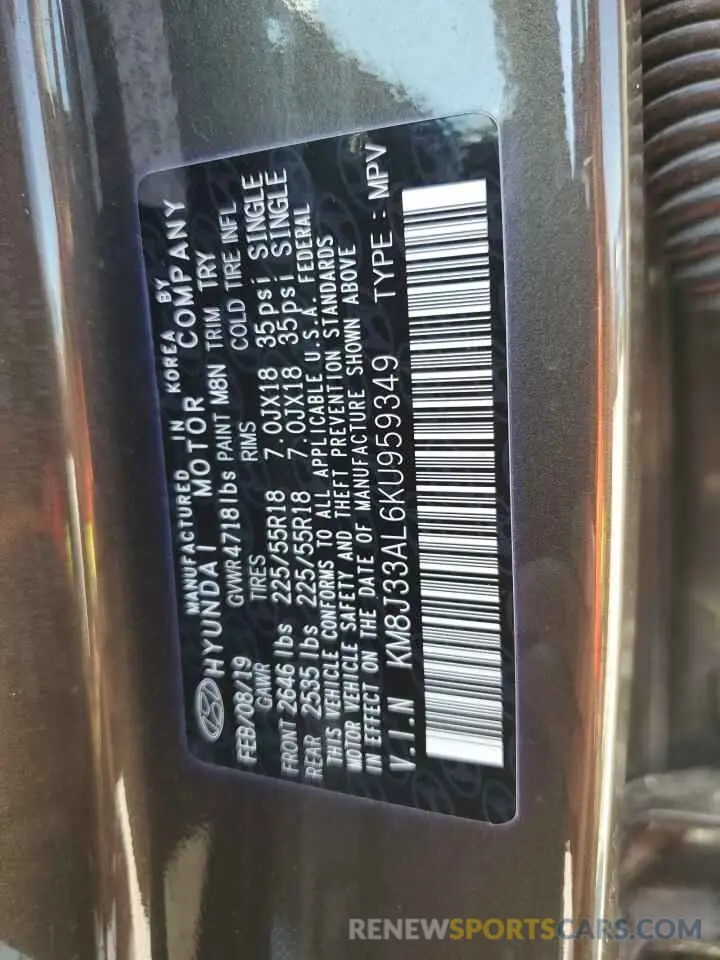 MANUFACTURED IN KOREA BY
HYUNDAI MOTOR COMPANY
FEB/08/19 GVWR4718lbs PAINT M8N TRIM TRY
GAWR TIRES RIMS COLD TIRE INFL
FRONT 2646 lbs 225/55R18 7.0JX18 35psi SINGLE
REAR 2535 lbs 225/55R18 7.0JX18 35psi SINGLE
THIS VEHICLE CONFORMS TO ALL APPLICABLE U.S.A. FEDERAL
MOTOR VEHICLE SAFETY AND THEFT PREVENTION STANDARDS
IN EFFECT ON THE DATE OF MANUFACTURE SHOWN ABOVE
V.I.N KM8J33AL6KU959349 TYPE : MPV
RENEWSPORTSCARS.COM